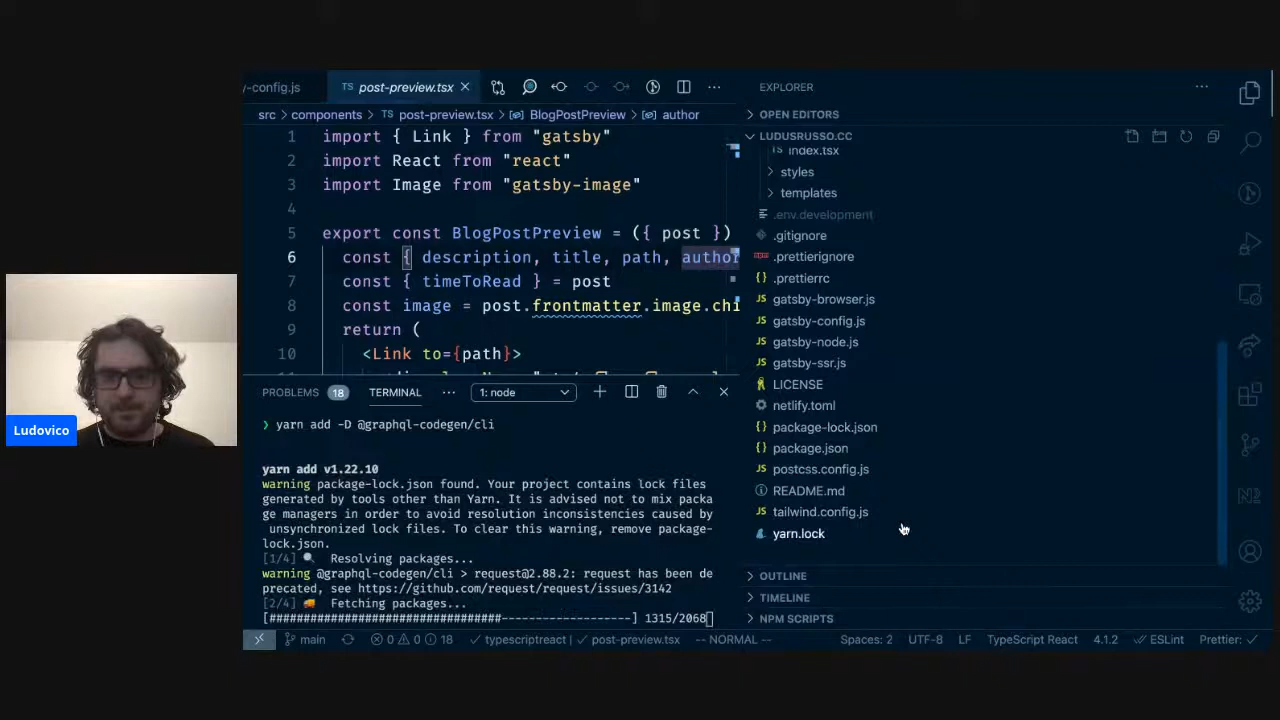 y-config.js
TS post-preview.tsx
src > components > TS post-preview.tsx > BlogPostPreview > author
1 import { Link } from "gatsby"
2 import React from "react"
3 import Image from "gatsby-image"
4
5 export const BlogPostPreview = ({ post })
6 const { description, title, path, author
7 const { timeToRead } = post
8 const image = post.frontmatter.image.chi
9 return (
10 <Link to={path}>
PROBLEMS 18 TERMINAL ··· 1: node
❯ yarn add -D @graphql-codegen/cli
yarn add v1.22.10
warning package-lock.json found. Your project contains lock files
generated by tools other than Yarn. It is advised not to mix packa
ge managers in order to avoid resolution inconsistencies caused by
unsynchronized lock files. To clear this warning, remove package-
lock.json.
[1/4] 🔍 Resolving packages...
warning @graphql-codegen/cli > request@2.88.2: request has been de
precated, see https://github.com/request/request/issues/3142
[2/4] 🚚 Fetching packages...
[###################################-------------------] 1315/2068
EXPLORER
OPEN EDITORS
LUDUSRUSSO.CC
TS index.tsx
styles
templates
.env.development
.gitignore
.prettierignore
{} .prettierrc
JS gatsby-browser.js
JS gatsby-config.js
JS gatsby-node.js
JS gatsby-ssr.js
LICENSE
netlify.toml
{} package-lock.json
{} package.json
JS postcss.config.js
README.md
JS tailwind.config.js
yarn.lock
OUTLINE
TIMELINE
NPM SCRIPTS
main 0 0 18 typescriptreact | post-preview.tsx -- NORMAL -- Spaces: 2 UTF-8 LF TypeScript React 4.1.2 ESLint Prettier:
Ludovico